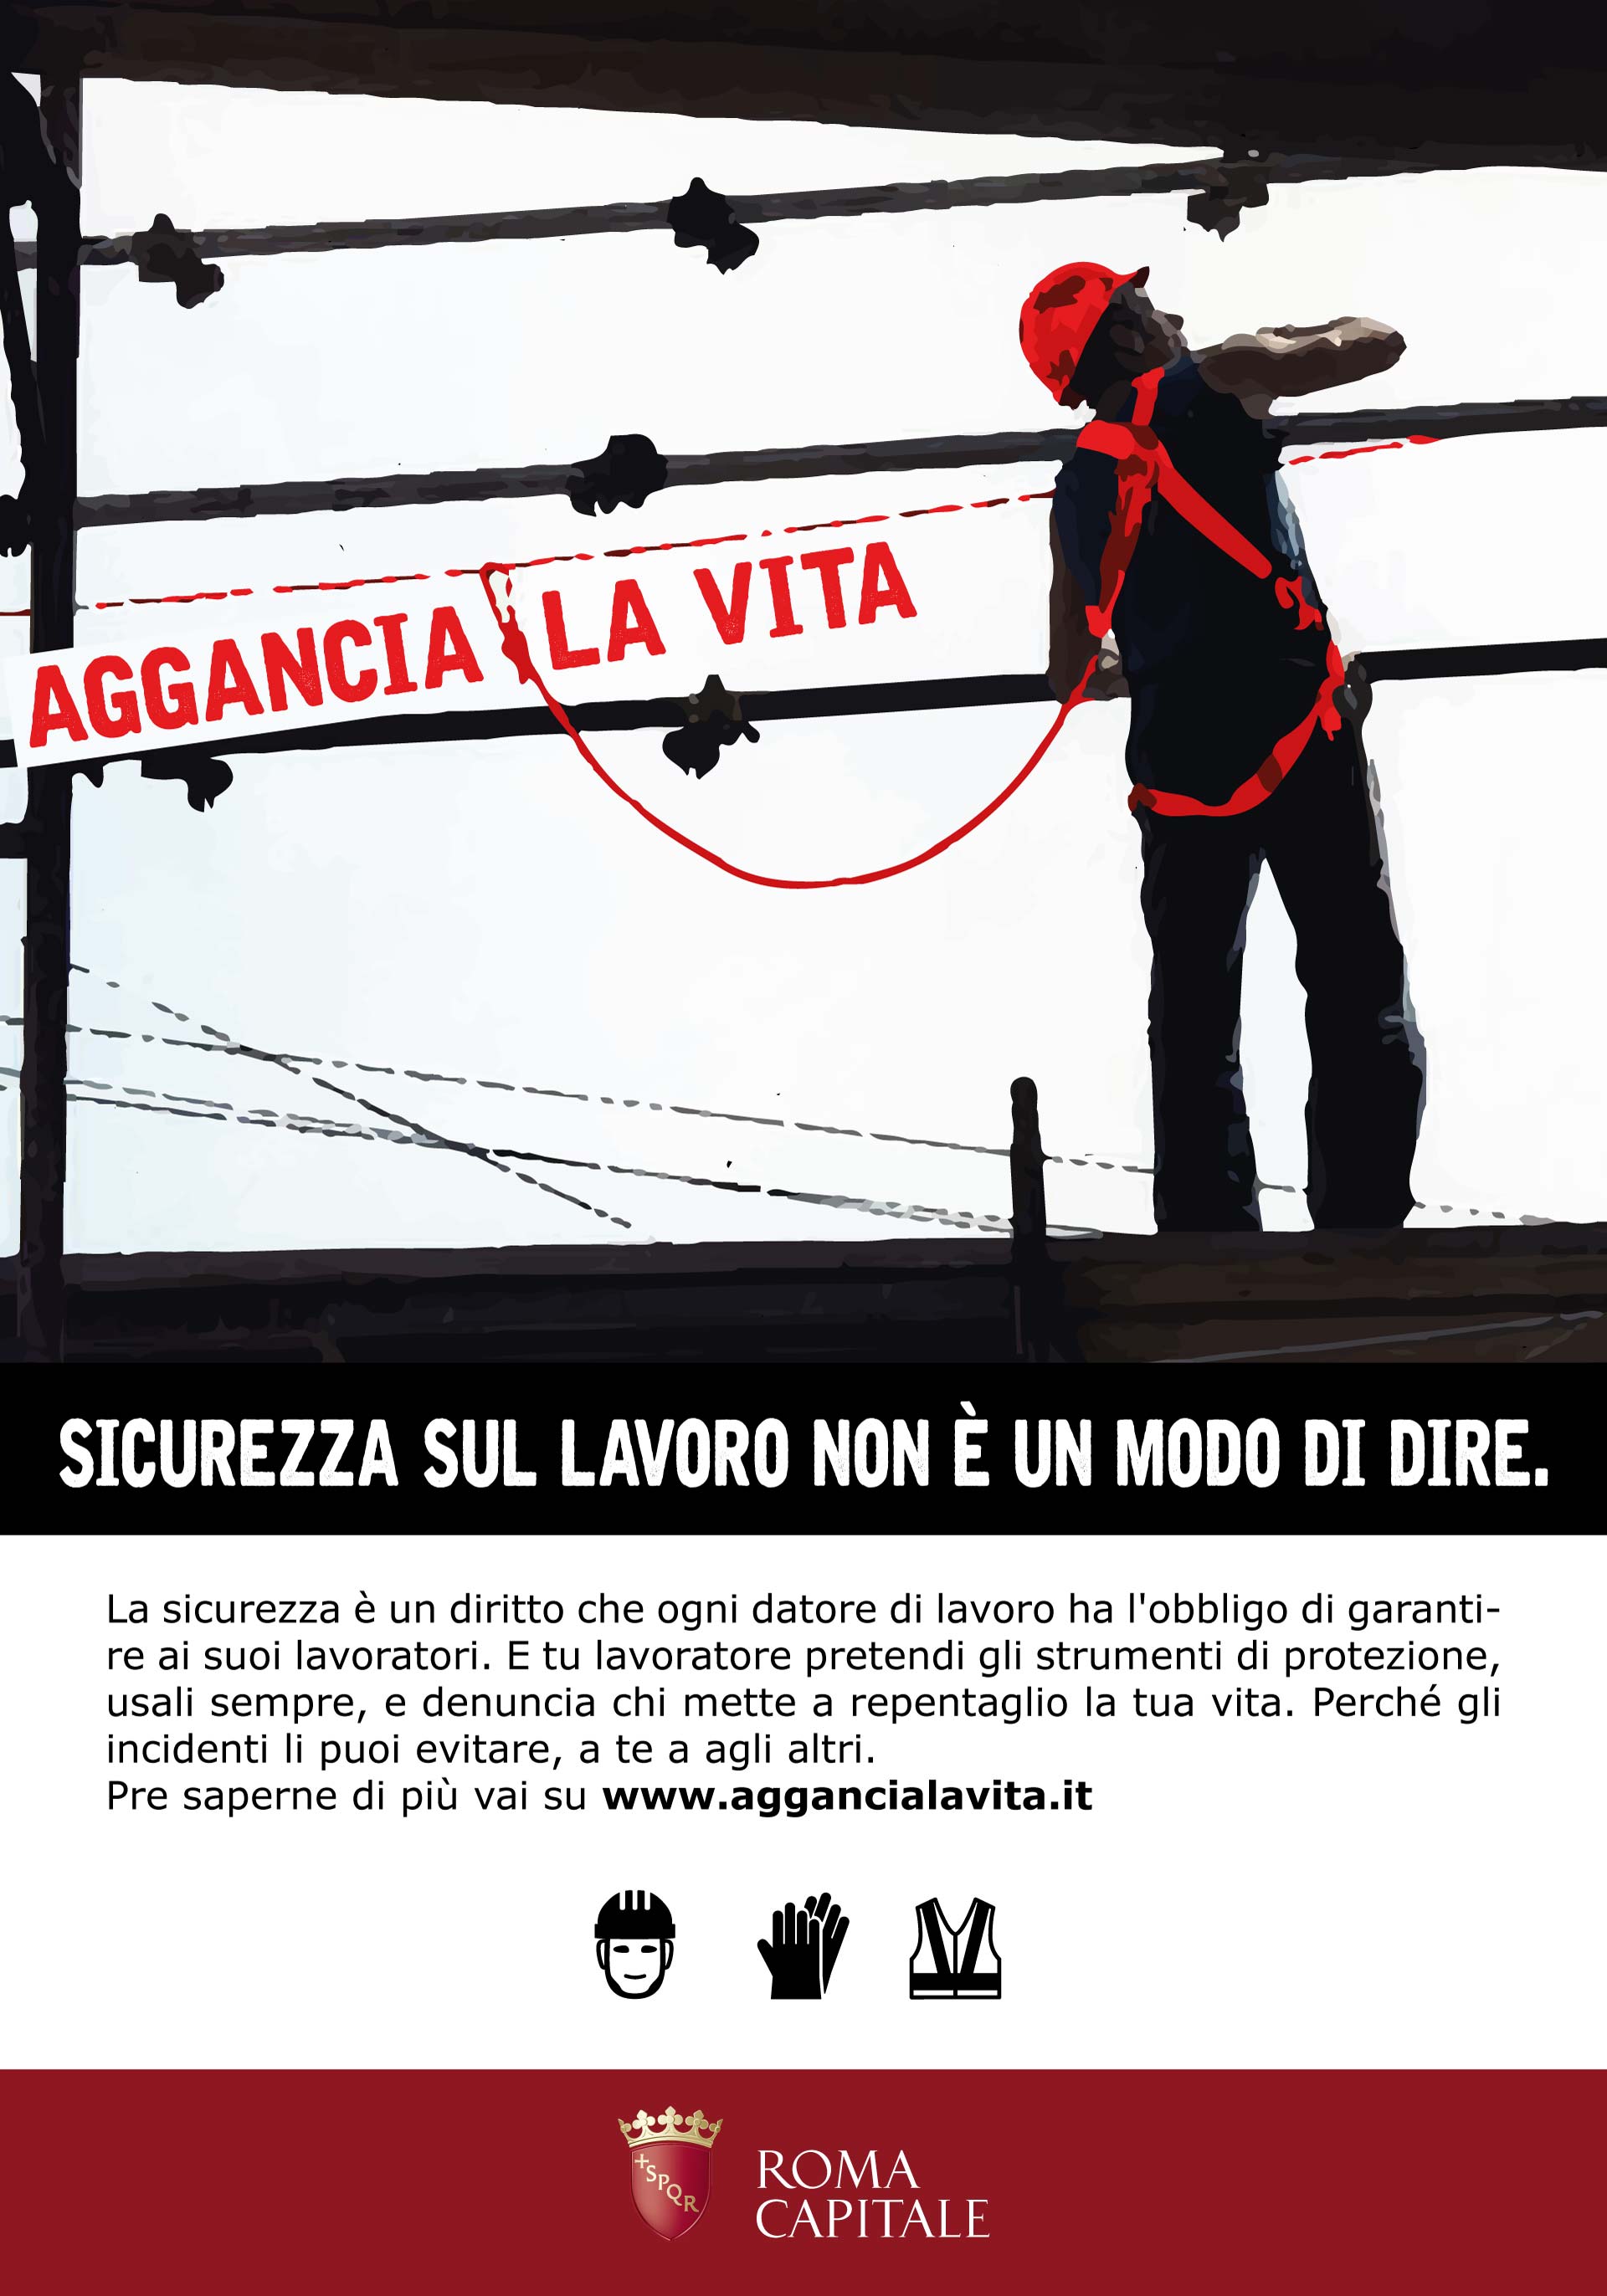 AGGANCIA LA VITA
SICUREZZA SUL LAVORO NON È UN MODO DI DIRE.
La sicurezza è un diritto che ogni datore di lavoro ha l'obbligo di garanti-
re ai suoi lavoratori. E tu lavoratore pretendi gli strumenti di protezione,
usali sempre, e denuncia chi mette a repentaglio la tua vita. Perché gli
incidenti li puoi evitare, a te a agli altri.
Pre saperne di più vai su www.aggancialavita.it
SPQR
ROMA
CAPITALE